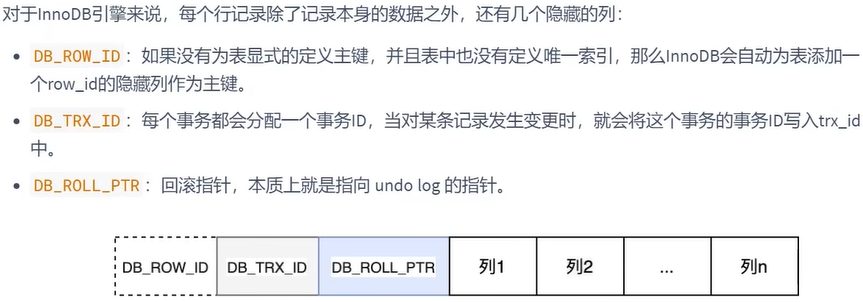 对于InnoDB引擎来说，每个行记录除了记录本身的数据之外，还有几个隐藏的列：
• DB_ROW_ID：如果没有为表显式的定义主键，并且表中也没有定义唯一索引，那么InnoDB会自动为表添加一
个row_id的隐藏列作为主键。
• DB_TRX_ID：每个事务都会分配一个事务ID，当对某条记录发生变更时，就会将这个事务的事务ID写入trx_id
中。
• DB_ROLL_PTR：回滚指针，本质上就是指向 undo log 的指针。
DB_ROW_ID DB_TRX_ID DB_ROLL_PTR 列1 列2 ... 列n